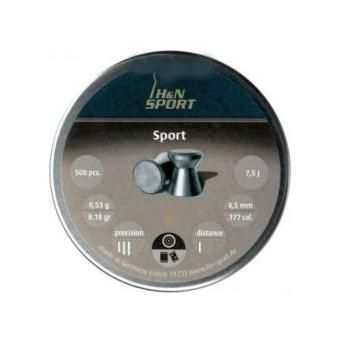 H&N
SPORT
Sport
500 pcs.
7,5 J
0,53 g
8.18 gr
4,5 mm
.177 cal.
precision
distance
made in Germany (since 1825) www.hn-sport.de